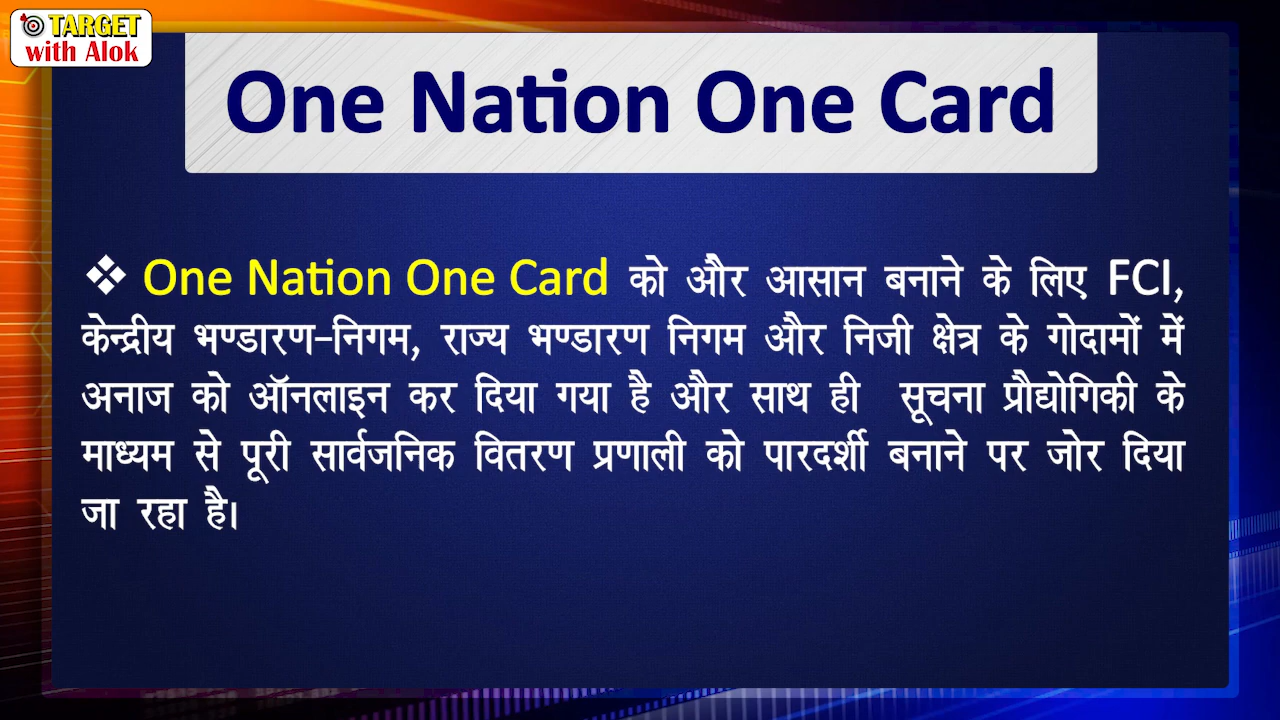 TARGET
with Alok
One Nation One Card
❖ One Nation One Card को और आसान बनाने के लिए FCI,
केन्द्रीय भण्डारण-निगम, राज्य भण्डारण निगम और निजी क्षेत्र के गोदामों में
अनाज को ऑनलाइन कर दिया गया है और साथ ही सूचना प्रौद्योगिकी के
माध्यम से पूरी सार्वजनिक वितरण प्रणाली को पारदर्शी बनाने पर जोर दिया
जा रहा है।